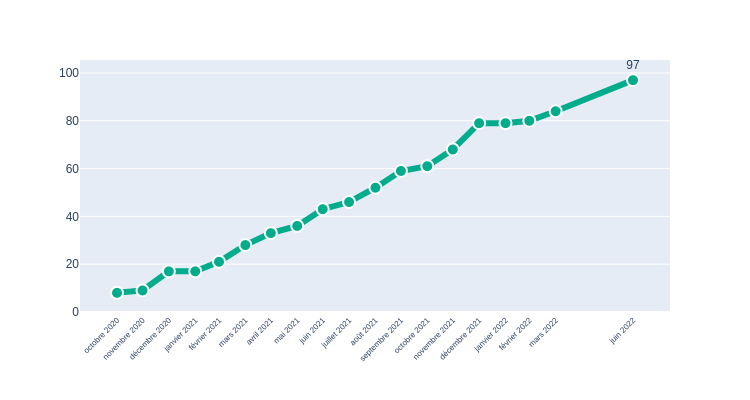 97
100
80
60
40
20
0
octobre 2020
novembre 2020
décembre 2020
janvier 2021
février 2021
mars 2021
avril 2021
mai 2021
juin 2021
juillet 2021
août 2021
septembre 2021
octobre 2021
novembre 2021
décembre 2021
janvier 2022
février 2022
mars 2022
juin 2022